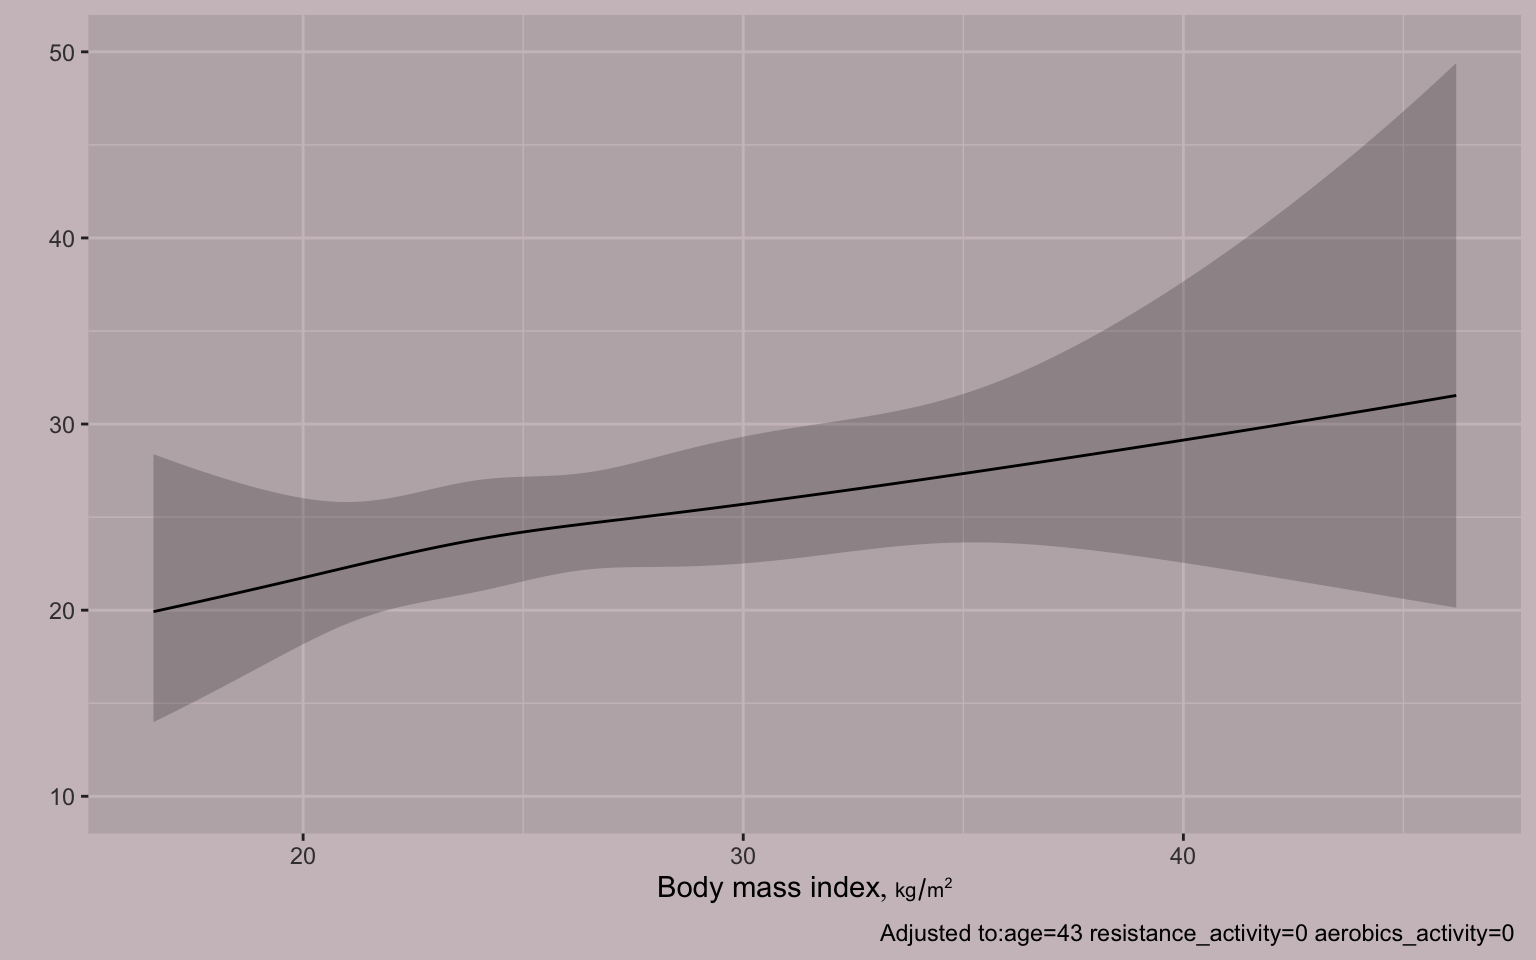 50
40
30
20
10
20 30 40
Body mass index, kg/m²
Adjusted to:age=43 resistance_activity=0 aerobics_activity=0